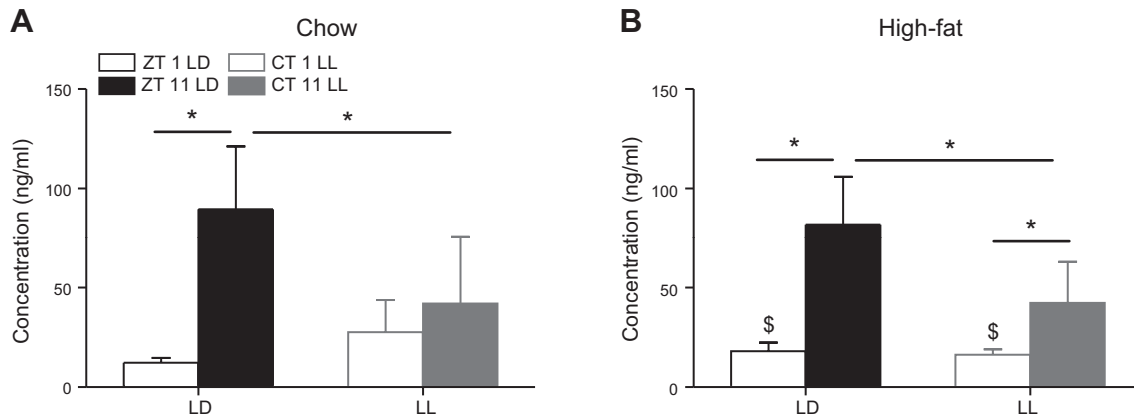 A
Chow
ZT 1 LD
CT 1 LL
ZT 11 LD
CT 11 LL
Concentration (ng/ml)
150
100
50
0
*
*
LD
LL
B
High-fat
Concentration (ng/ml)
150
100
50
0
*
*
*
$
$
LD
LL